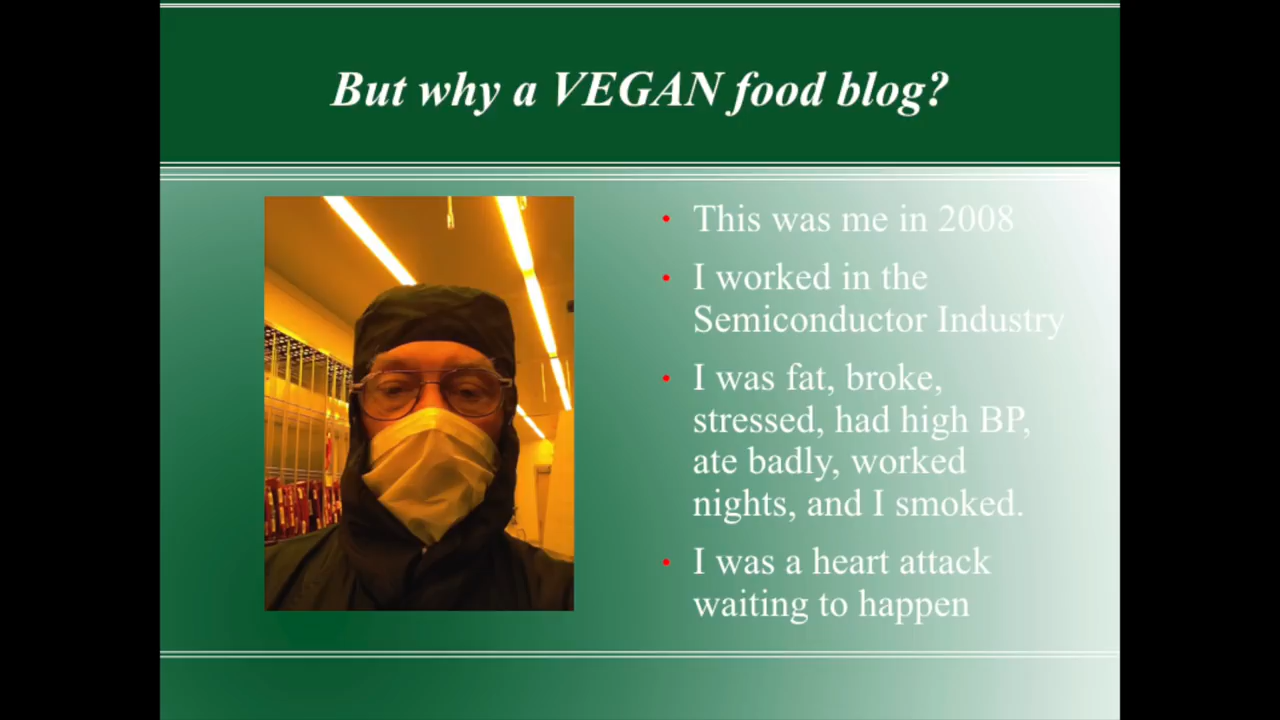 But why a VEGAN food blog?
This was me in 2008
I worked in the
Semiconductor Industry
I was fat, broke,
stressed, had high BP,
ate badly, worked
nights, and I smoked.
I was a heart attack
waiting to happen